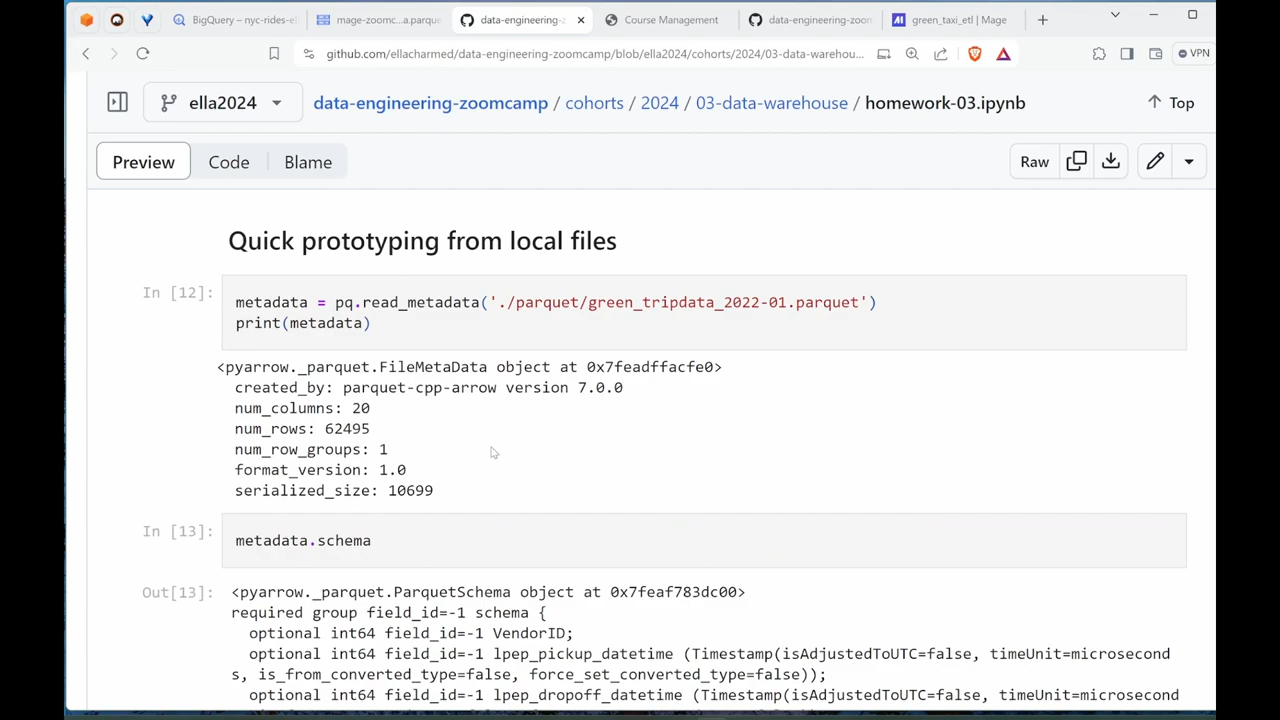 BigQuery – nyc-rides-el
mage-zoomc...a.parque
data-engineering-z
Course Management
data-engineering-zoom
green_taxi_etl | Mage
github.com/ellacharmed/data-engineering-zoomcamp/blob/ella2024/cohorts/2024/03-data-warehou...
VPN
ella2024
data-engineering-zoomcamp / cohorts / 2024 / 03-data-warehouse / homework-03.ipynb
Top
Preview
Code
Blame
Raw
Quick prototyping from local files
In [12]:
metadata = pq.read_metadata('./parquet/green_tripdata_2022-01.parquet')
print(metadata)
<pyarrow._parquet.FileMetaData object at 0x7feadffacfe0>
created_by: parquet-cpp-arrow version 7.0.0
num_columns: 20
num_rows: 62495
num_row_groups: 1
format_version: 1.0
serialized_size: 10699
In [13]:
metadata.schema
Out[13]:
<pyarrow._parquet.ParquetSchema object at 0x7feaf783dc00>
required group field_id=-1 schema {
optional int64 field_id=-1 VendorID;
optional int64 field_id=-1 lpep_pickup_datetime (Timestamp(isAdjustedToUTC=false, timeUnit=microsecond
s, is_from_converted_type=false, force_set_converted_type=false));
optional int64 field_id=-1 lpep_dropoff_datetime (Timestamp(isAdjustedToUTC=false, timeUnit=microsecond